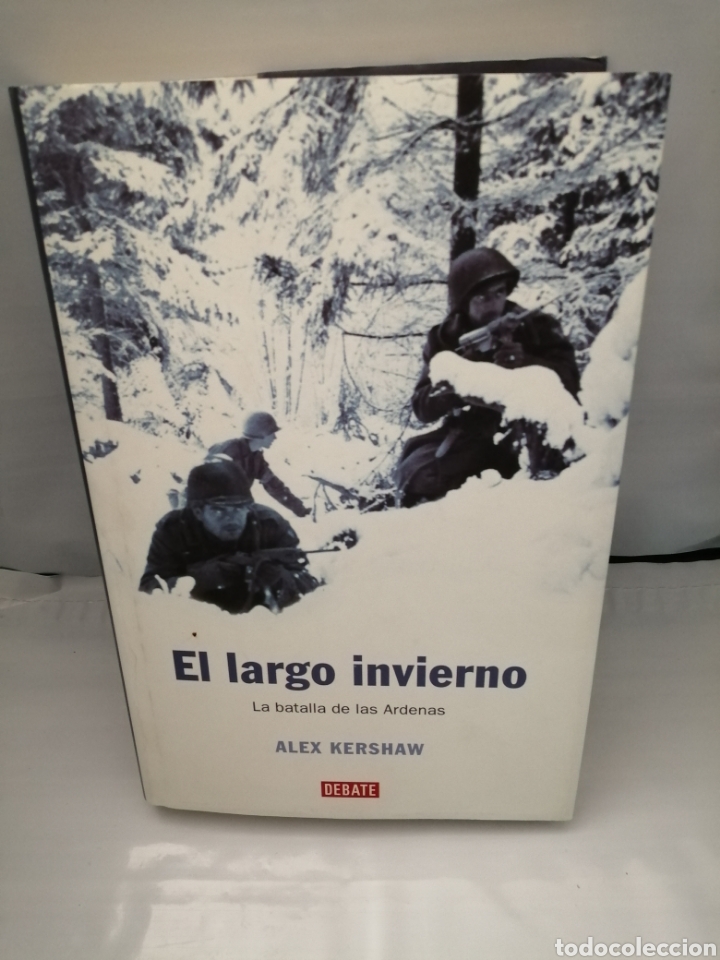 El largo invierno
La batalla de las Ardenas
ALEX KERSHAW
DEBATE
todocoleccion